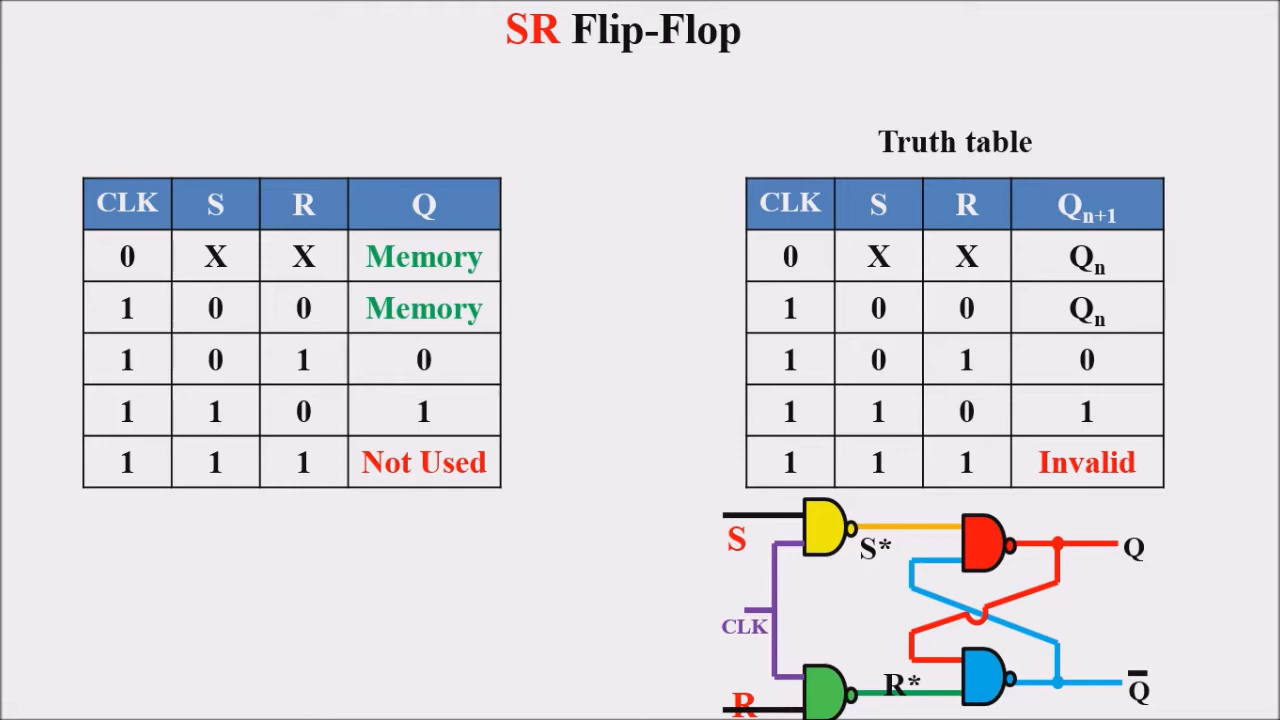 SR Flip-Flop
Truth table
CLK S R Q
0 X X Memory
1 0 0 Memory
1 0 1 0
1 1 0 1
1 1 1 Not Used
CLK S R Qn+1
0 X X Qn
1 0 0 Qn
1 0 1 0
1 1 0 1
1 1 1 Invalid
S
S*
Q
CLK
R
R*
Q̅